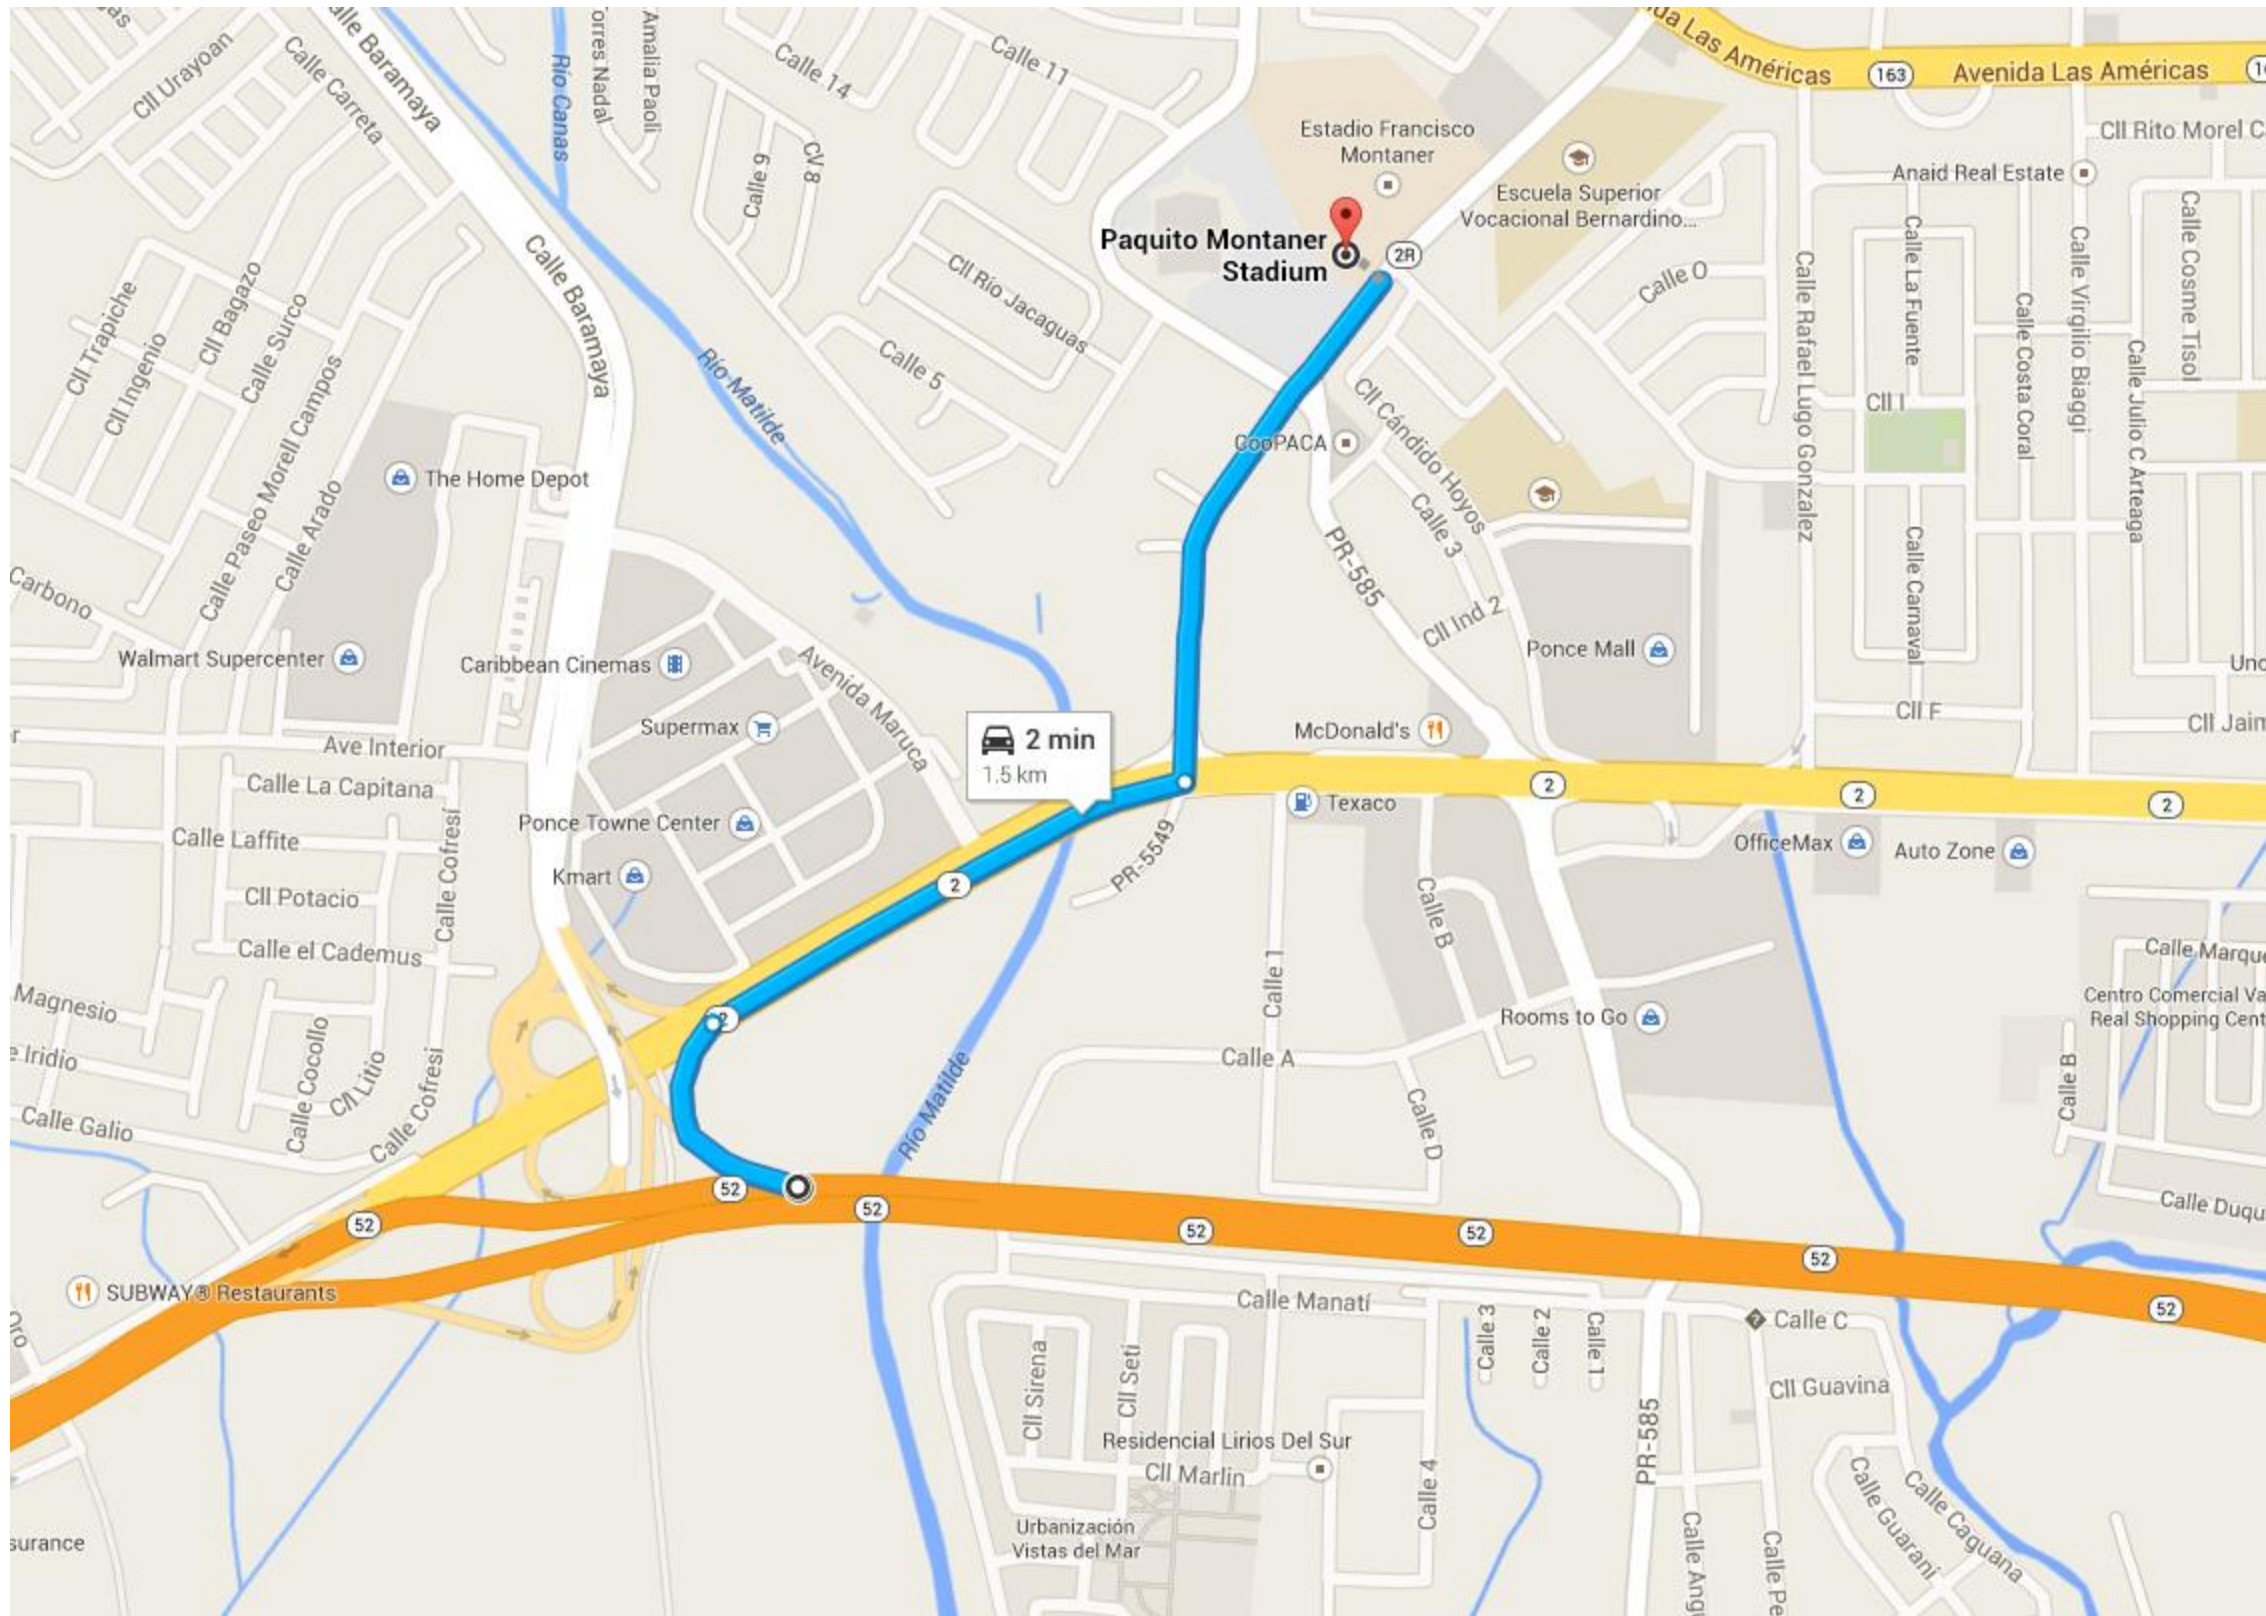 Cll Urayoan
Calle Carreta
Calle Baramaya
Río Canas
Amalia Paoli
Calle 14
Calle 11
Calle 9
CV 8
Estadio Francisco
Montaner
Escuela Superior
Vocacional Bernardino...
Las Américas
163
Avenida Las Américas
Cll Rito Morel C
Anaid Real Estate
Paquito Montaner
Stadium
2R
Calle O
Calle Rafael Lugo Gonzalez
Calle La Fuente
Calle Costa Coral
Calle Virgilio Biaggi
Calle Cosme Tisol
Calle Julio C Arteaga
Cll I
Calle Carnaval
Cll F
Cll Trapiche
Cll Ingenio
Cll Bagazo
Calle Surco
Calle Baramaya
Calle Paseo Morell Campos
Calle Arado
The Home Depot
Río Matilde
Cll Río Jacaguas
Calle 5
CooPACA
Cll Cándido Hoyos
Calle 3
PR-585
Cll Ind 2
Ponce Mall
Carbono
Walmart Supercenter
Caribbean Cinemas
Supermax
Avenida Maruca
Ave Interior
Calle La Capitana
Calle Laffite
Cll Potacio
Calle el Cademus
Calle Cofresí
Ponce Towne Center
Kmart
2 min
1.5 km
McDonald's
Texaco
2
2
2
2
PR-5549
OfficeMax
Auto Zone
Calle B
Calle 1
Rooms to Go
Calle A
Calle D
Calle Marque
Centro Comercial Va
Real Shopping Cent
Calle B
Calle Duqu
Magnesio
Iridio
Calle Galio
Calle Cocollo
Cll Litio
Calle Cofresi
Río Matilde
52
52
52
52
52
52
52
SUBWAY® Restaurants
Calle Manatí
Calle 3
Calle 2
Calle 1
Calle C
Cll Guavina
Cll Sirena
Cll Seti
Residencial Lirios Del Sur
Cll Marlin
Calle 4
PR-585
Calle Guarani
Calle Caguana
Urbanización
Vistas del Mar
surance